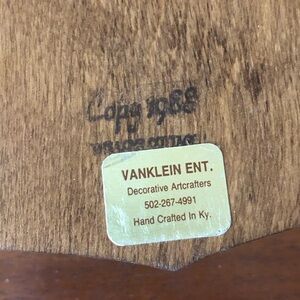 Copy 1988
VANKLEIN ENT.
Decorative Artcrafters
502-267-4991
Hand Crafted In Ky.